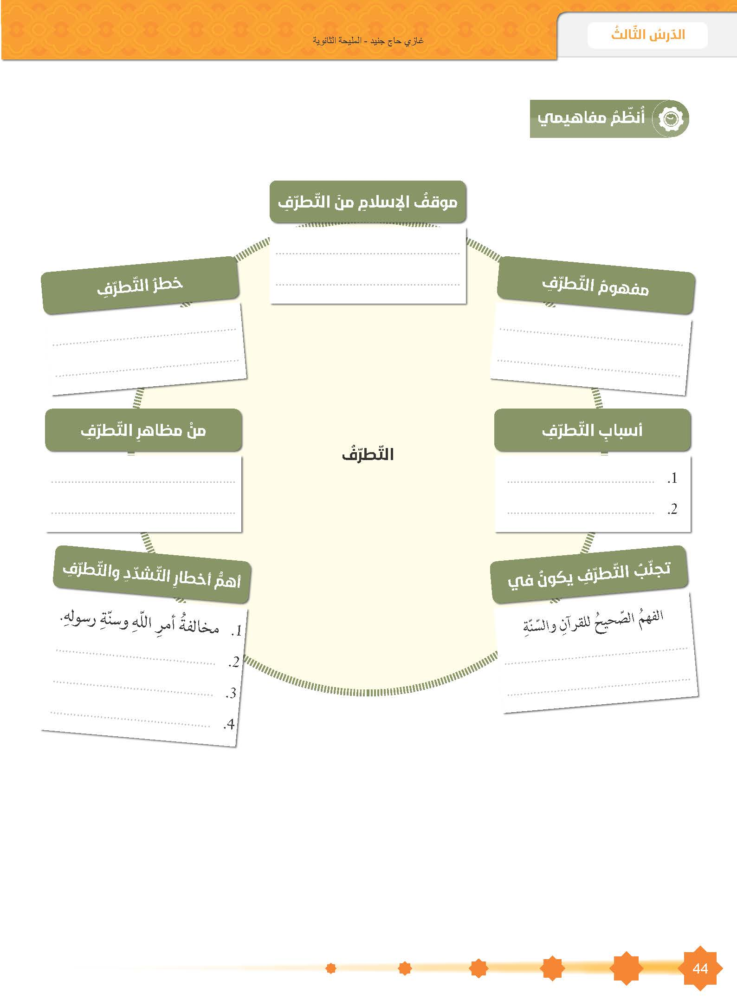 الدّرسُ الثّالثُ
غازي حاج جنيد - المليحة الثانوية
أُنظّمُ مفاهيمي
موقفُ الإسلامِ منَ التّطرّفِ
مفهومُ التّطرّفِ
خطرُ التّطرّفِ
أسبابِ التّطرّفِ
1.
2.
منْ مظاهرِ التّطرّفِ
التّطرّفُ
تجنّبُ التّطرّفِ يكونُ في
الفهمُ الصّحيحُ للقرآنِ والسّنّةِ
أهمُّ أخطارِ التّشدّدِ والتّطرّفِ
1. مخالفةُ أمرِ اللّهِ وسنّةِ رسولِهِ.
2.
3.
4.
44